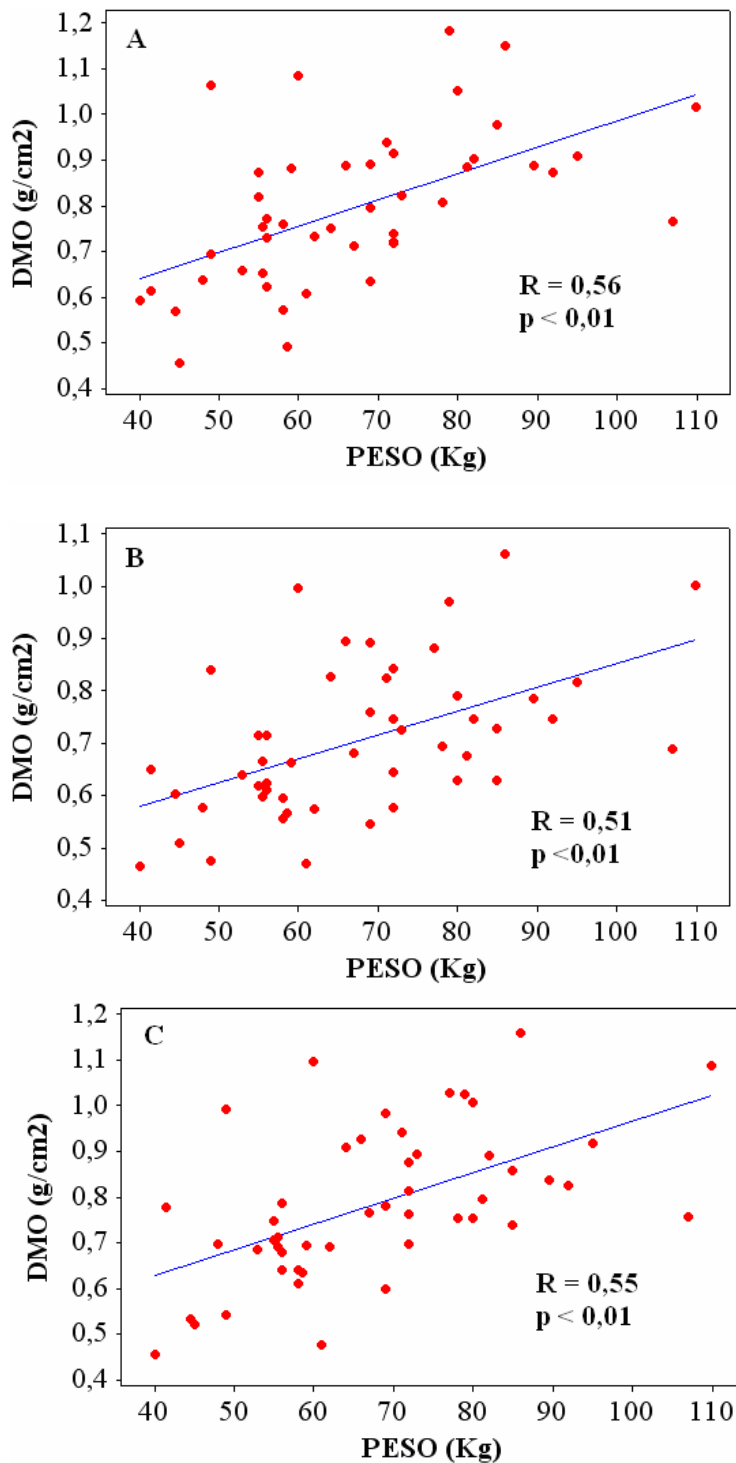 A
1,2
1,1
1,0
0,9
0,8
0,7
0,6
0,5
0,4
DMO (g/cm2)
R = 0,56
p < 0,01
40 50 60 70 80 90 100 110
PESO (Kg)
B
1,1
1,0
0,9
0,8
0,7
0,6
0,5
0,4
DMO (g/cm2)
R = 0,51
p <0,01
40 50 60 70 80 90 100 110
PESO (Kg)
C
1,2
1,1
1,0
0,9
0,8
0,7
0,6
0,5
0,4
DMO (g/cm2)
R = 0,55
p < 0,01
40 50 60 70 80 90 100 110
PESO (Kg)